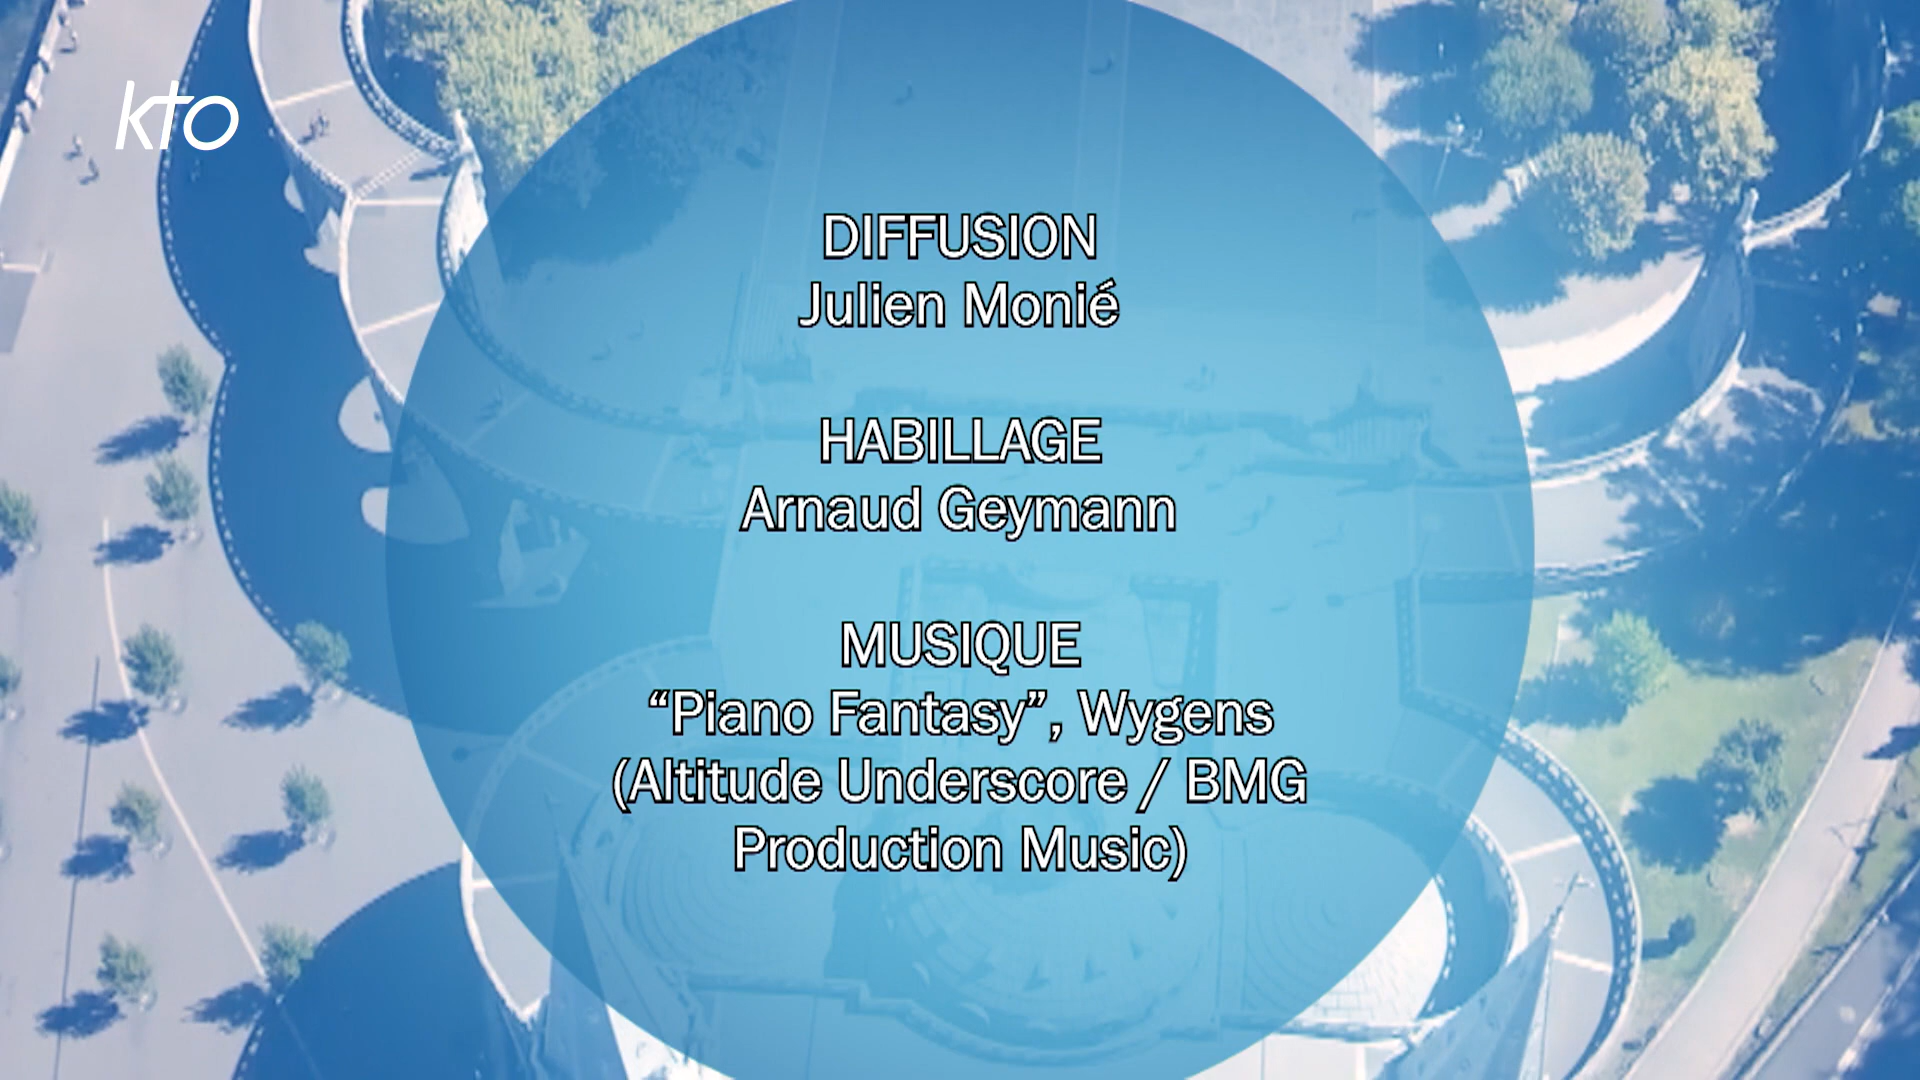 kto
DIFFUSION
Julien Monié
HABILLAGE
Arnaud Geymann
MUSIQUE
“Piano Fantasy”, Wygens
(Altitude Underscore / BMG
Production Music)